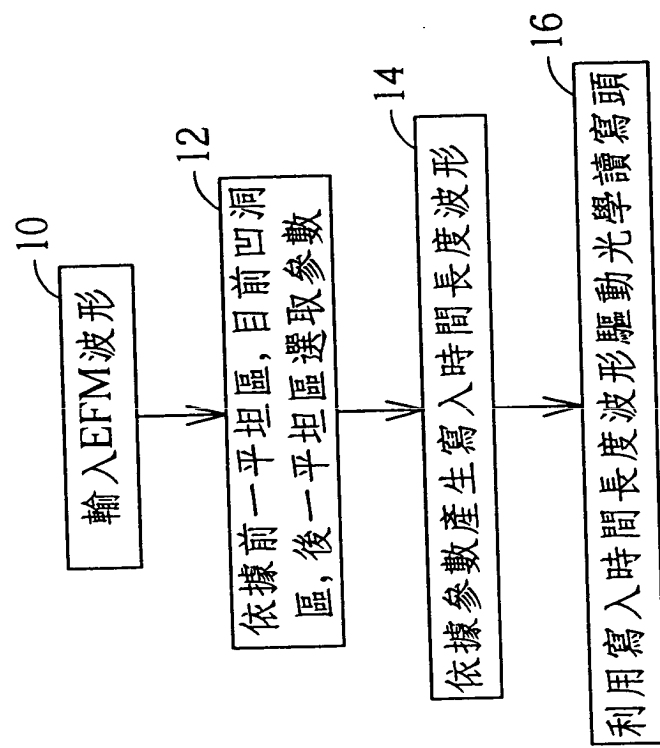 10
輸入EFM波形
12
依據前一平坦區,目前凹洞
區,後一平坦區選取參數
14
依據參數產生寫入時間長度波形
16
利用寫入時間長度波形驅動光學讀寫頭